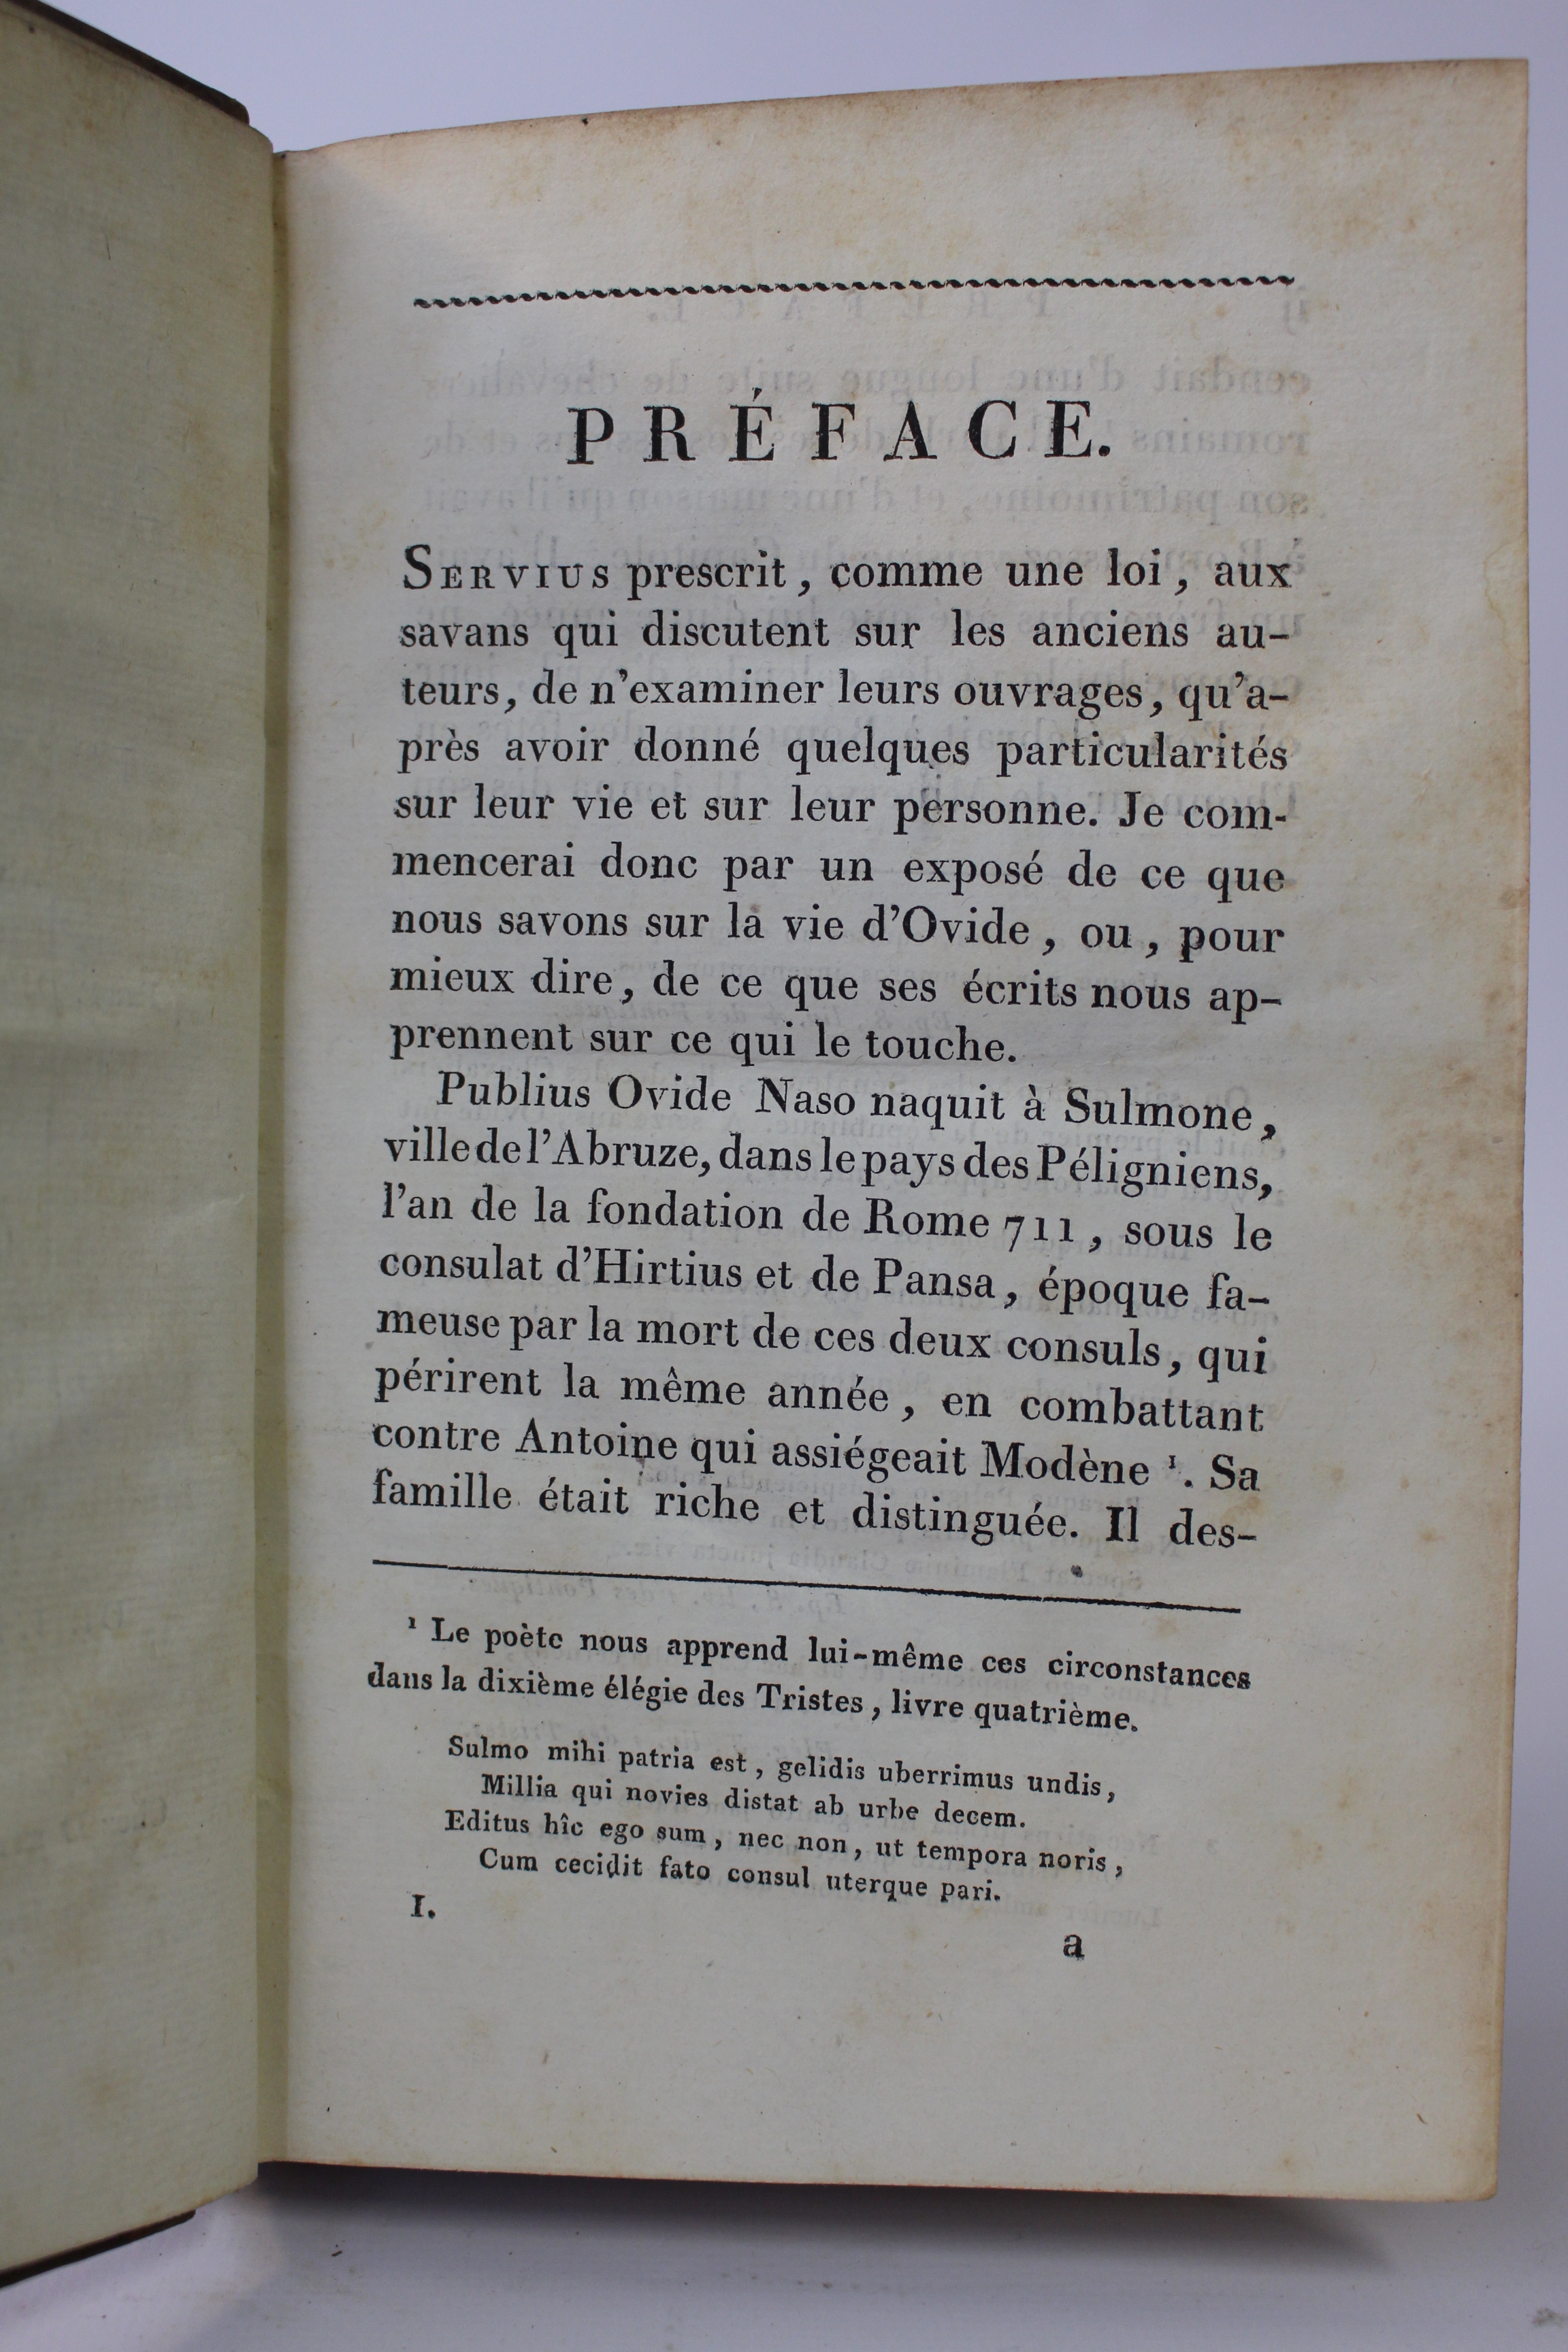 PRÉFACE.
SERVIUS prescrit, comme une loi, aux
savans qui discutent sur les anciens au-
teurs, de n'examiner leurs ouvrages, qu'a-
près avoir donné quelques particularités
sur leur vie et sur leur personne. Je com-
mencerai donc par un exposé de ce que
nous savons sur la vie d'Ovide, ou, pour
mieux dire, de ce que ses écrits nous ap-
prennent sur ce qui le touche.
Publius Ovide Naso naquit à Sulmone,
ville de l'Abruze, dans le pays des Péligniens,
l'an de la fondation de Rome 711, sous le
consulat d'Hirtius et de Pansa, époque fa-
meuse par la mort de ces deux consuls, qui
périrent la même année, en combattant
contre Antoine qui assiégeait Modène ¹. Sa
famille était riche et distinguée. Il des-
¹ Le poète nous apprend lui-même ces circonstances
dans la dixième élégie des Tristes, livre quatrième.
Sulmo mihi patria est, gelidis uberrimus undis,
Millia qui novies distat ab urbe decem.
Editus hîc ego sum, nec non, ut tempora noris,
Cum cecidit fato consul uterque pari.
I.
a